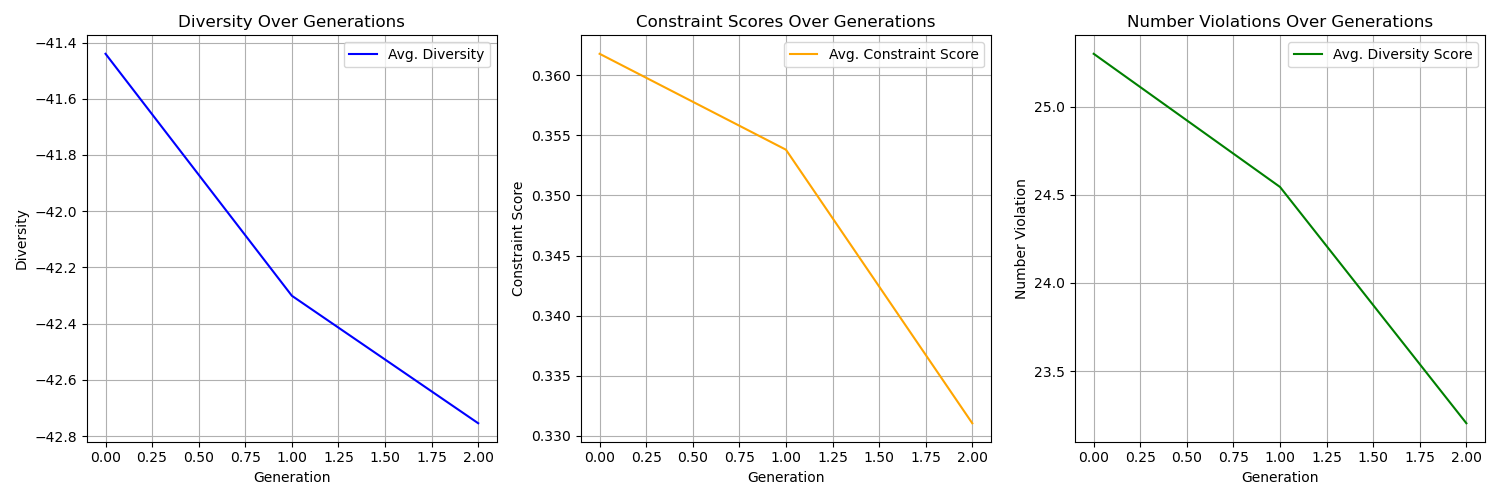 Diversity Over Generations
Avg. Diversity
Diversity
−41.4
−41.6
−41.8
−42.0
−42.2
−42.4
−42.6
−42.8
0.00 0.25 0.50 0.75 1.00 1.25 1.50 1.75 2.00
Generation
Constraint Scores Over Generations
Avg. Constraint Score
Constraint Score
0.360
0.355
0.350
0.345
0.340
0.335
0.330
0.00 0.25 0.50 0.75 1.00 1.25 1.50 1.75 2.00
Generation
Number Violations Over Generations
Avg. Diversity Score
Number Violation
25.0
24.5
24.0
23.5
0.00 0.25 0.50 0.75 1.00 1.25 1.50 1.75 2.00
Generation